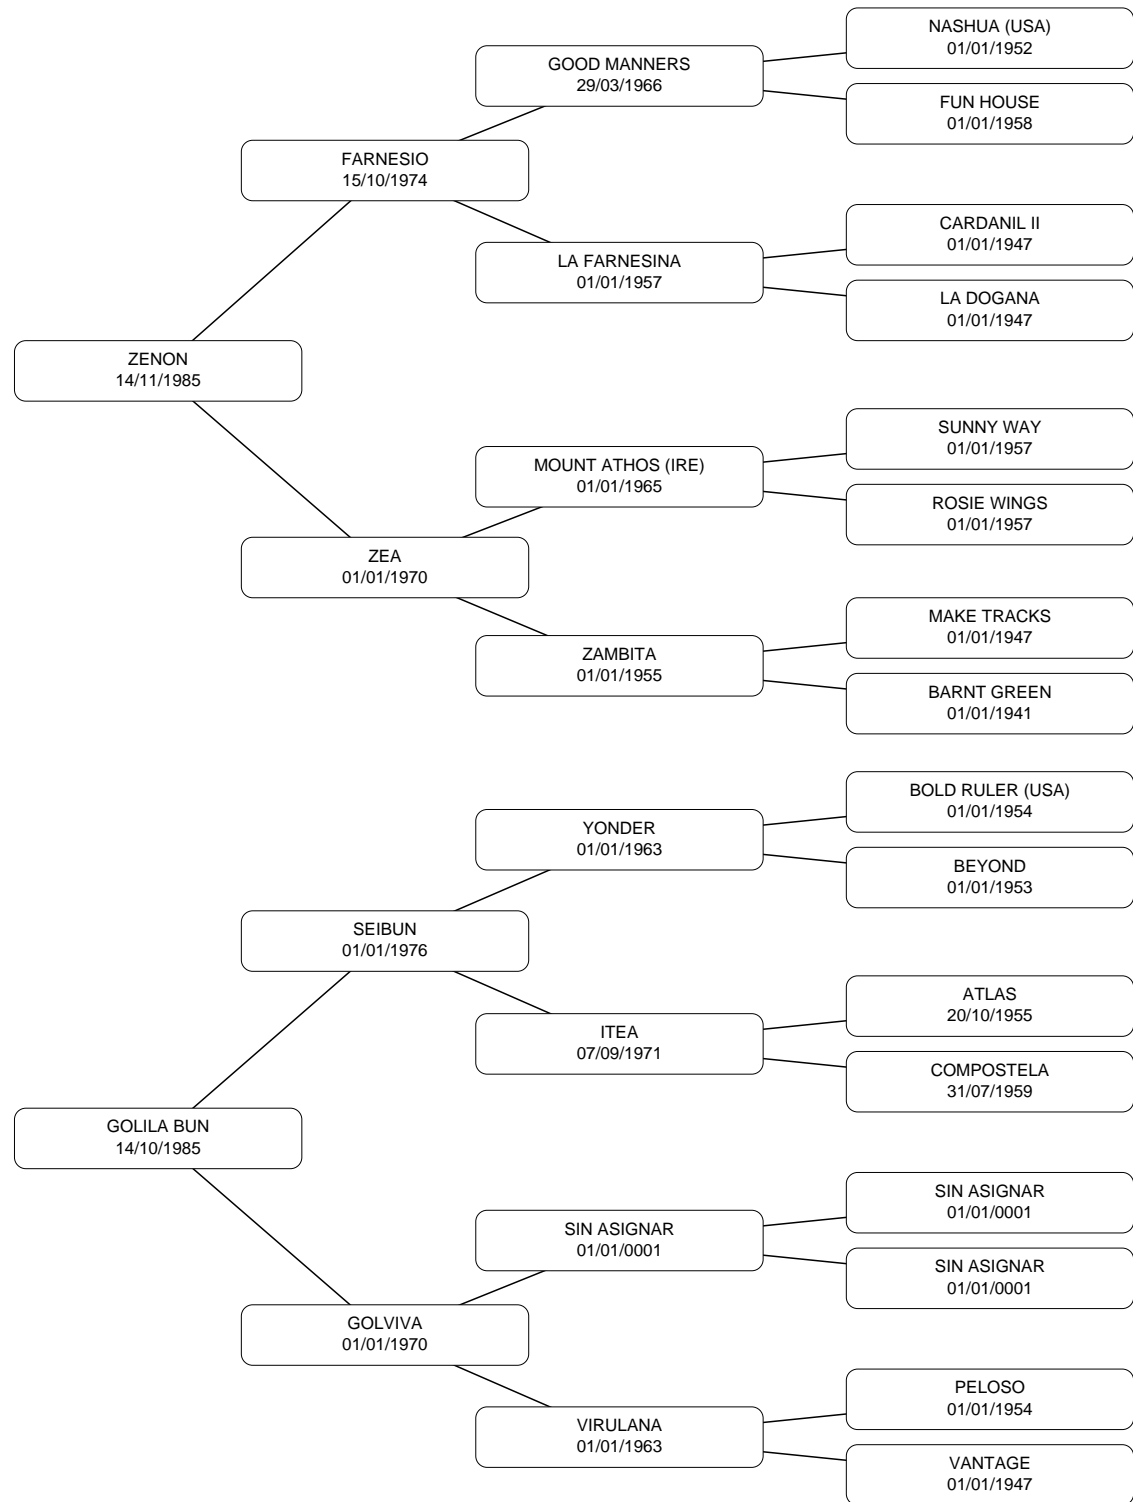 NASHUA (USA)
01/01/1952
GOOD MANNERS
29/03/1966
FUN HOUSE
01/01/1958
FARNESIO
15/10/1974
CARDANIL II
01/01/1947
LA FARNESINA
01/01/1957
LA DOGANA
01/01/1947
ZENON
14/11/1985
SUNNY WAY
01/01/1957
MOUNT ATHOS (IRE)
01/01/1965
ROSIE WINGS
01/01/1957
ZEA
01/01/1970
MAKE TRACKS
01/01/1947
ZAMBITA
01/01/1955
BARNT GREEN
01/01/1941
BOLD RULER (USA)
01/01/1954
YONDER
01/01/1963
BEYOND
01/01/1953
SEIBUN
01/01/1976
ATLAS
20/10/1955
ITEA
07/09/1971
COMPOSTELA
31/07/1959
GOLILA BUN
14/10/1985
SIN ASIGNAR
01/01/0001
SIN ASIGNAR
01/01/0001
SIN ASIGNAR
01/01/0001
GOLVIVA
01/01/1970
PELOSO
01/01/1954
VIRULANA
01/01/1963
VANTAGE
01/01/1947